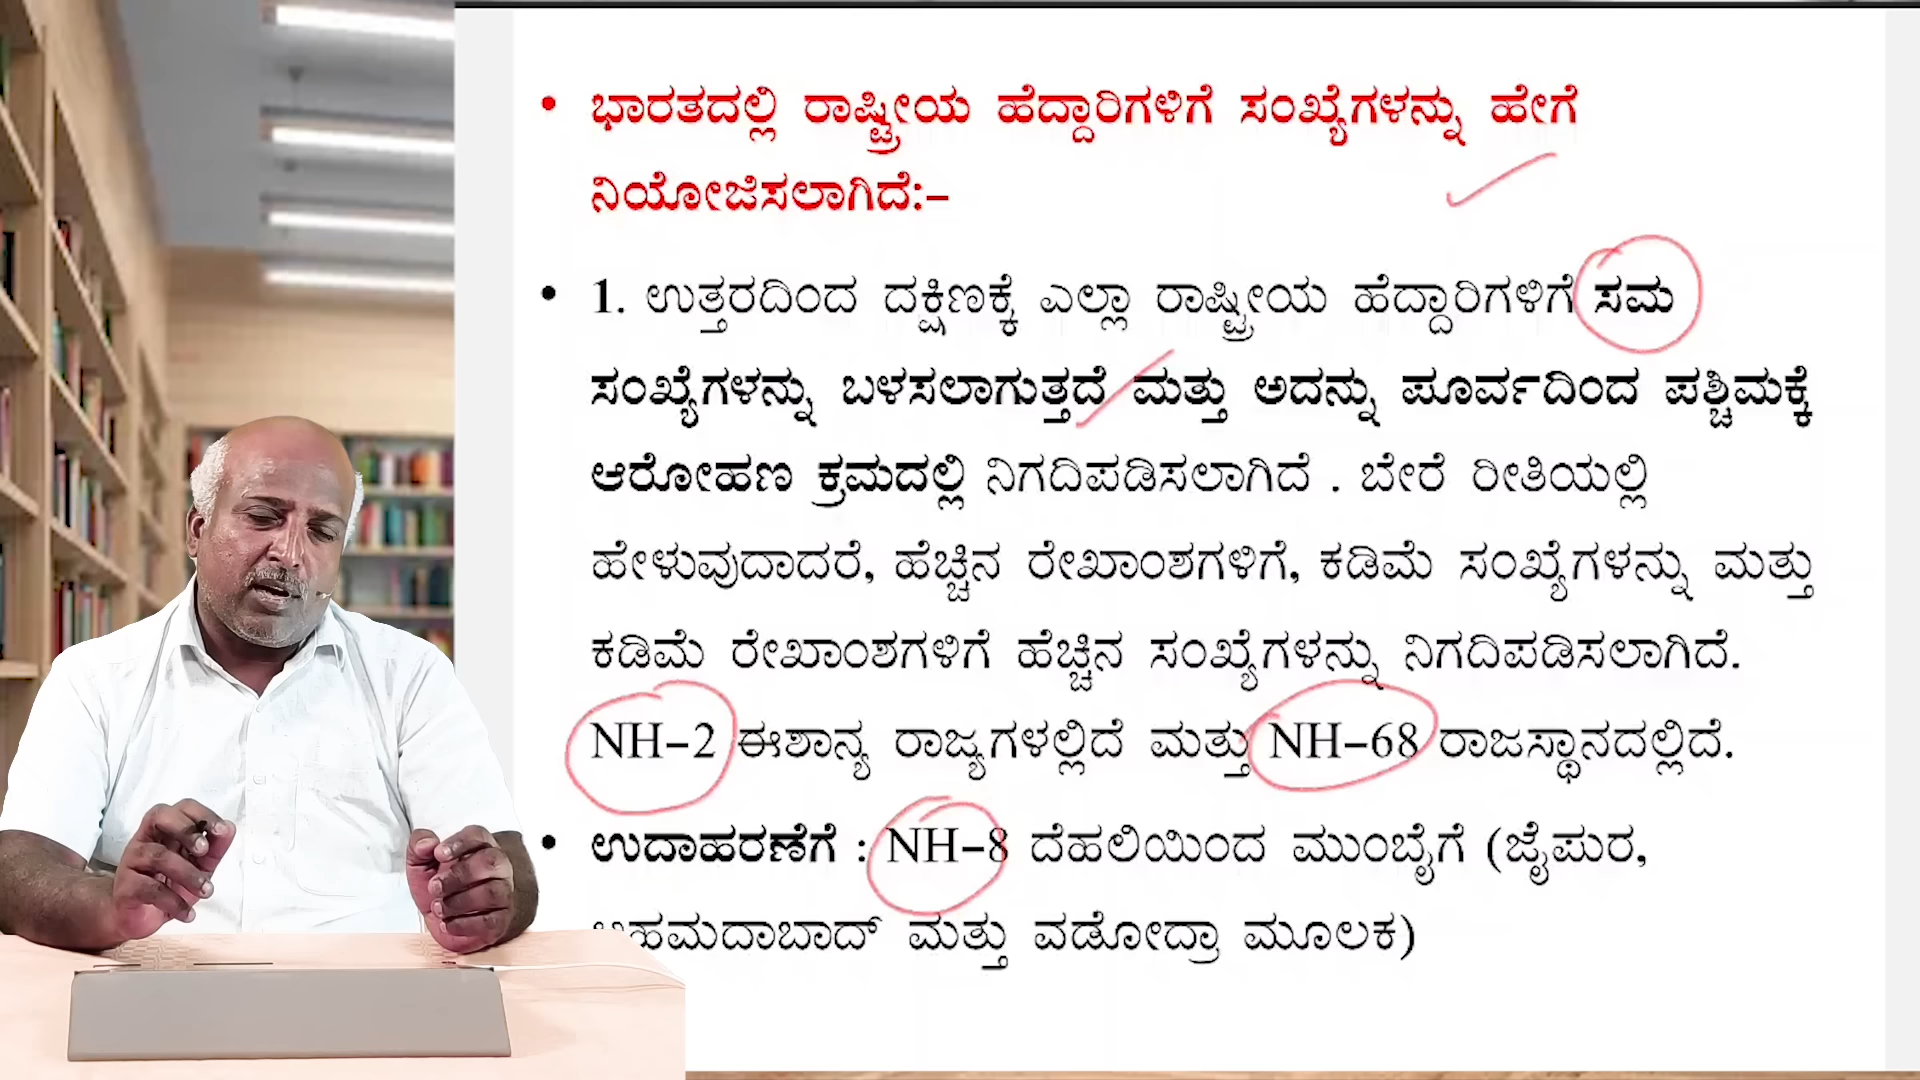 • ಭಾರತದಲ್ಲಿ ರಾಷ್ಟ್ರೀಯ ಹೆದ್ದಾರಿಗಳಿಗೆ ಸಂಖ್ಯೆಗಳನ್ನು ಹೇಗೆ
ನಿಯೋಜಿಸಲಾಗಿದೆ:–
• 1. ಉತ್ತರದಿಂದ ದಕ್ಷಿಣಕ್ಕೆ ಎಲ್ಲಾ ರಾಷ್ಟ್ರೀಯ ಹೆದ್ದಾರಿಗಳಿಗೆ ಸಮ
ಸಂಖ್ಯೆಗಳನ್ನು ಬಳಸಲಾಗುತ್ತದೆ ಮತ್ತು ಅದನ್ನು ಪೂರ್ವದಿಂದ ಪಶ್ಚಿಮಕ್ಕೆ
ಆರೋಹಣ ಕ್ರಮದಲ್ಲಿ ನಿಗದಿಪಡಿಸಲಾಗಿದೆ . ಬೇರೆ ರೀತಿಯಲ್ಲಿ
ಹೇಳುವುದಾದರೆ, ಹೆಚ್ಚಿನ ರೇಖಾಂಶಗಳಿಗೆ, ಕಡಿಮೆ ಸಂಖ್ಯೆಗಳನ್ನು ಮತ್ತು
ಕಡಿಮೆ ರೇಖಾಂಶಗಳಿಗೆ ಹೆಚ್ಚಿನ ಸಂಖ್ಯೆಗಳನ್ನು ನಿಗದಿಪಡಿಸಲಾಗಿದೆ.
NH–2 ಈಶಾನ್ಯ ರಾಜ್ಯಗಳಲ್ಲಿದೆ ಮತ್ತು NH–68 ರಾಜಸ್ಥಾನದಲ್ಲಿದೆ.
• ಉದಾಹರಣೆಗೆ : NH–8 ದೆಹಲಿಯಿಂದ ಮುಂಬೈಗೆ (ಜೈಪುರ,
ಅಹಮದಾಬಾದ್ ಮತ್ತು ವಡೋದ್ರಾ ಮೂಲಕ)